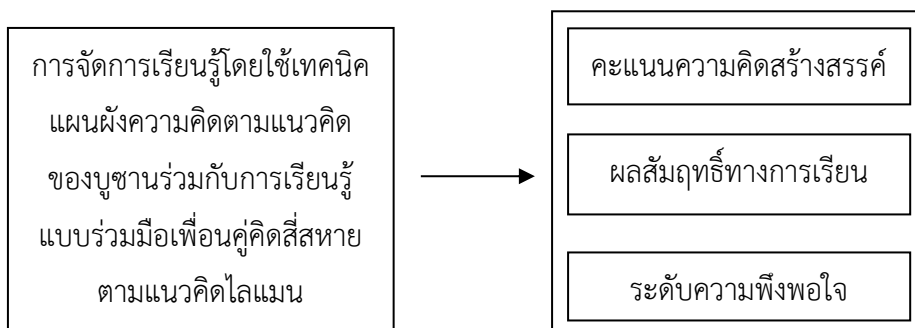 การจัดการเรียนรู้โดยใช้เทคนิค
แผนผังความคิดตามแนวคิด
ของบูซานร่วมกับการเรียนรู้
แบบร่วมมือเพื่อนคู่คิดสี่สหาย
ตามแนวคิดไลแมน
คะแนนความคิดสร้างสรรค์
ผลสัมฤทธิ์ทางการเรียน
ระดับความพึงพอใจ